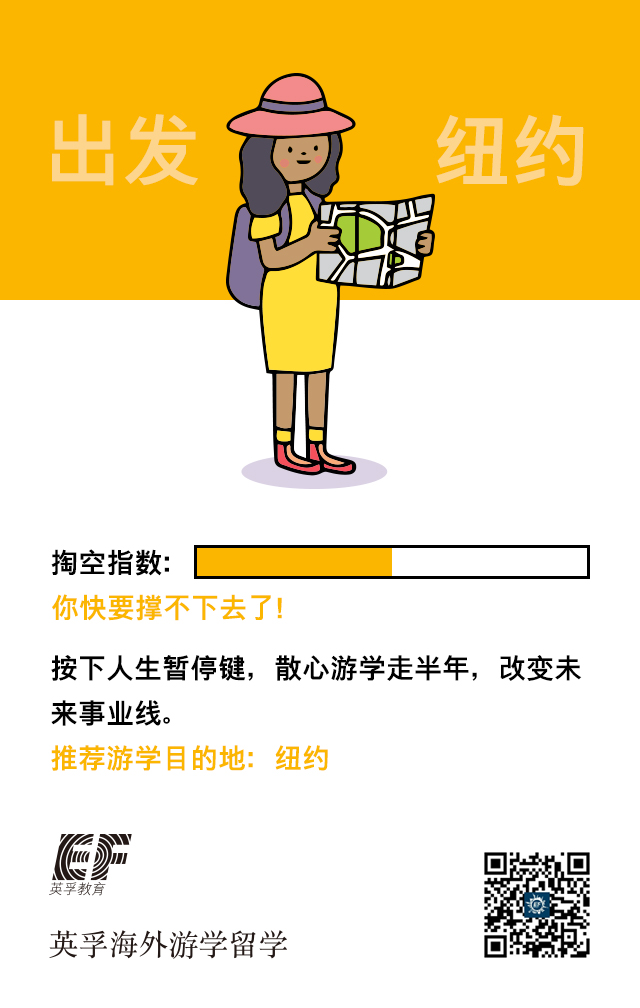 出发 纽约
掏空指数:
你快要撑不下去了!
按下人生暂停键，散心游学走半年，改变未
来事业线。
推荐游学目的地: 纽约
EF
英孚教育
英孚海外游学留学